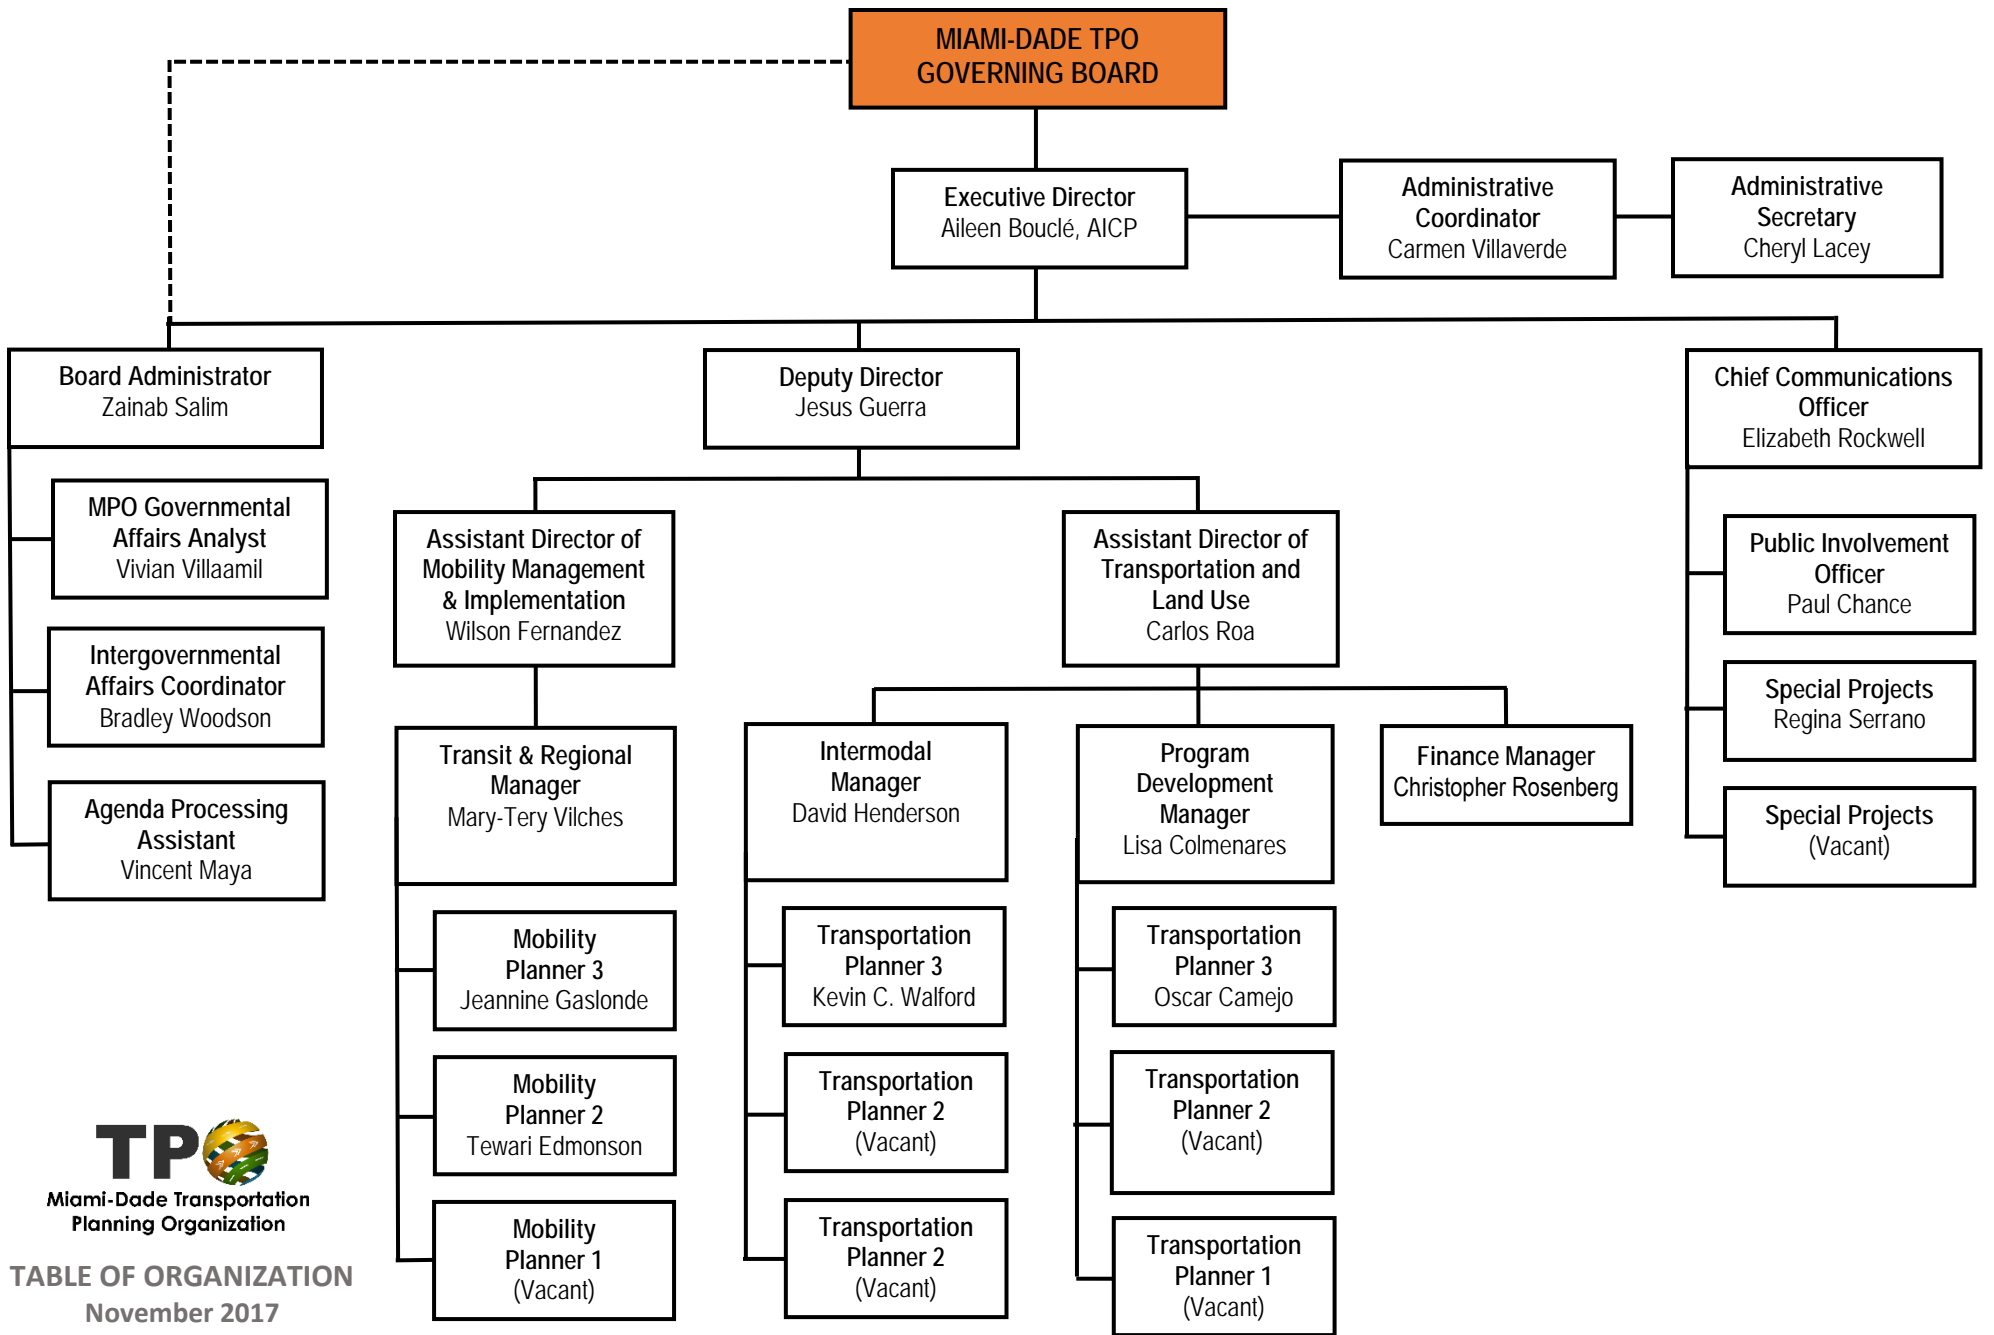 MIAMI-DADE TPO
GOVERNING BOARD
Executive Director
Aileen Bouclé, AICP
Administrative
Coordinator
Carmen Villaverde
Administrative
Secretary
Cheryl Lacey
Board Administrator
Zainab Salim
Deputy Director
Jesus Guerra
Chief Communications
Officer
Elizabeth Rockwell
MPO Governmental
Affairs Analyst
Vivian Villaamil
Intergovernmental
Affairs Coordinator
Bradley Woodson
Agenda Processing
Assistant
Vincent Maya
Assistant Director of
Mobility Management
& Implementation
Wilson Fernandez
Assistant Director of
Transportation and
Land Use
Carlos Roa
Public Involvement
Officer
Paul Chance
Special Projects
Regina Serrano
Special Projects
(Vacant)
Transit & Regional
Manager
Mary-Tery Vilches
Intermodal
Manager
David Henderson
Program
Development
Manager
Lisa Colmenares
Finance Manager
Christopher Rosenberg
Mobility
Planner 3
Jeannine Gaslonde
Mobility
Planner 2
Tewari Edmonson
Mobility
Planner 1
(Vacant)
Transportation
Planner 3
Kevin C. Walford
Transportation
Planner 2
(Vacant)
Transportation
Planner 2
(Vacant)
Transportation
Planner 3
Oscar Camejo
Transportation
Planner 2
(Vacant)
Transportation
Planner 1
(Vacant)
TPO
Miami-Dade Transportation
Planning Organization
TABLE OF ORGANIZATION
November 2017